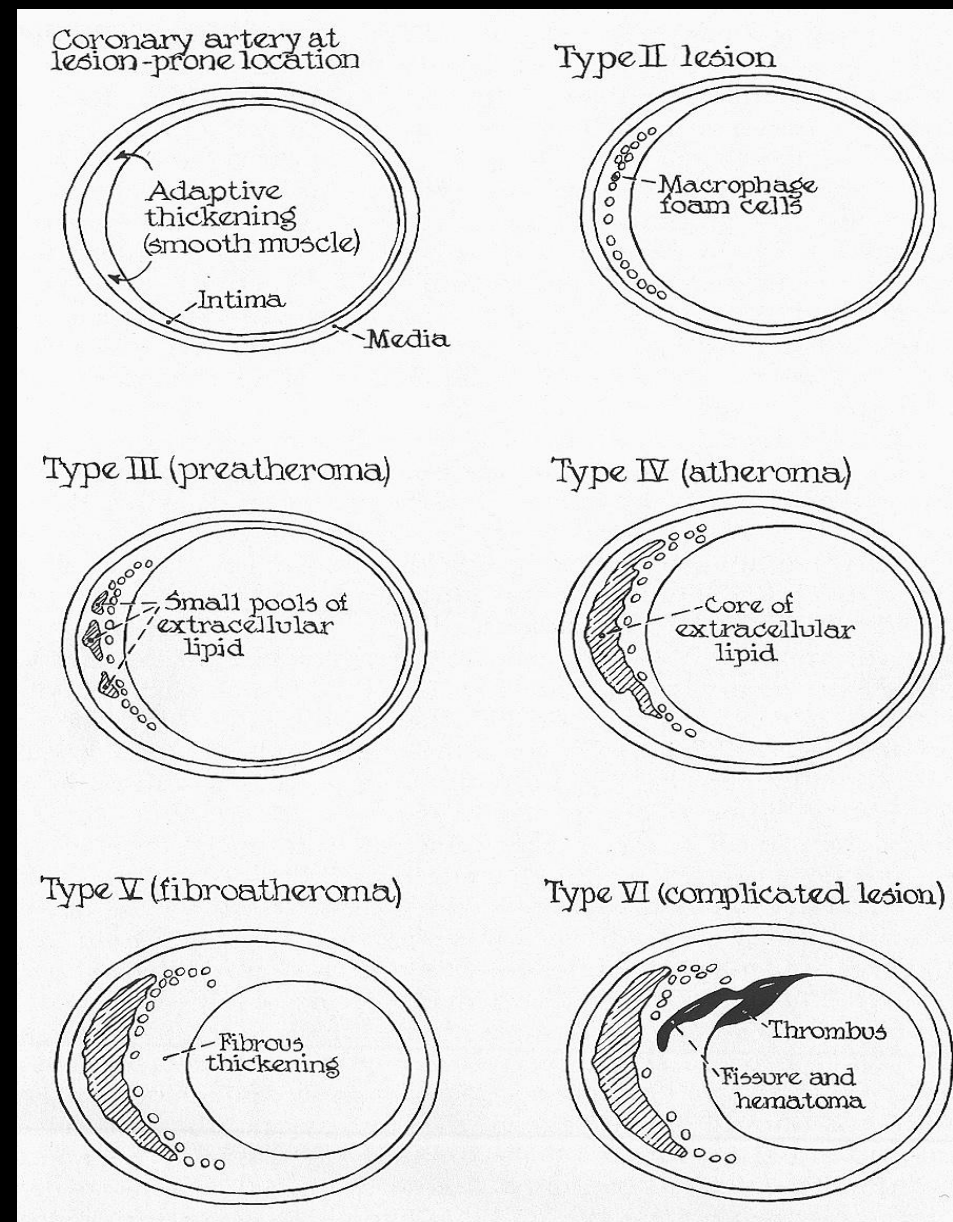 Coronary artery at
lesion-prone location
Adaptive
thickening
(smooth muscle)
Intima
Media
Type II lesion
Macrophage
foam cells
Type III (preatheroma)
Small pools of
extracellular
lipid
Type IV (atheroma)
Core of
extracellular
lipid
Type V (fibroatheroma)
Fibrous
thickening
Type VI (complicated lesion)
Thrombus
Fissure and
hematoma